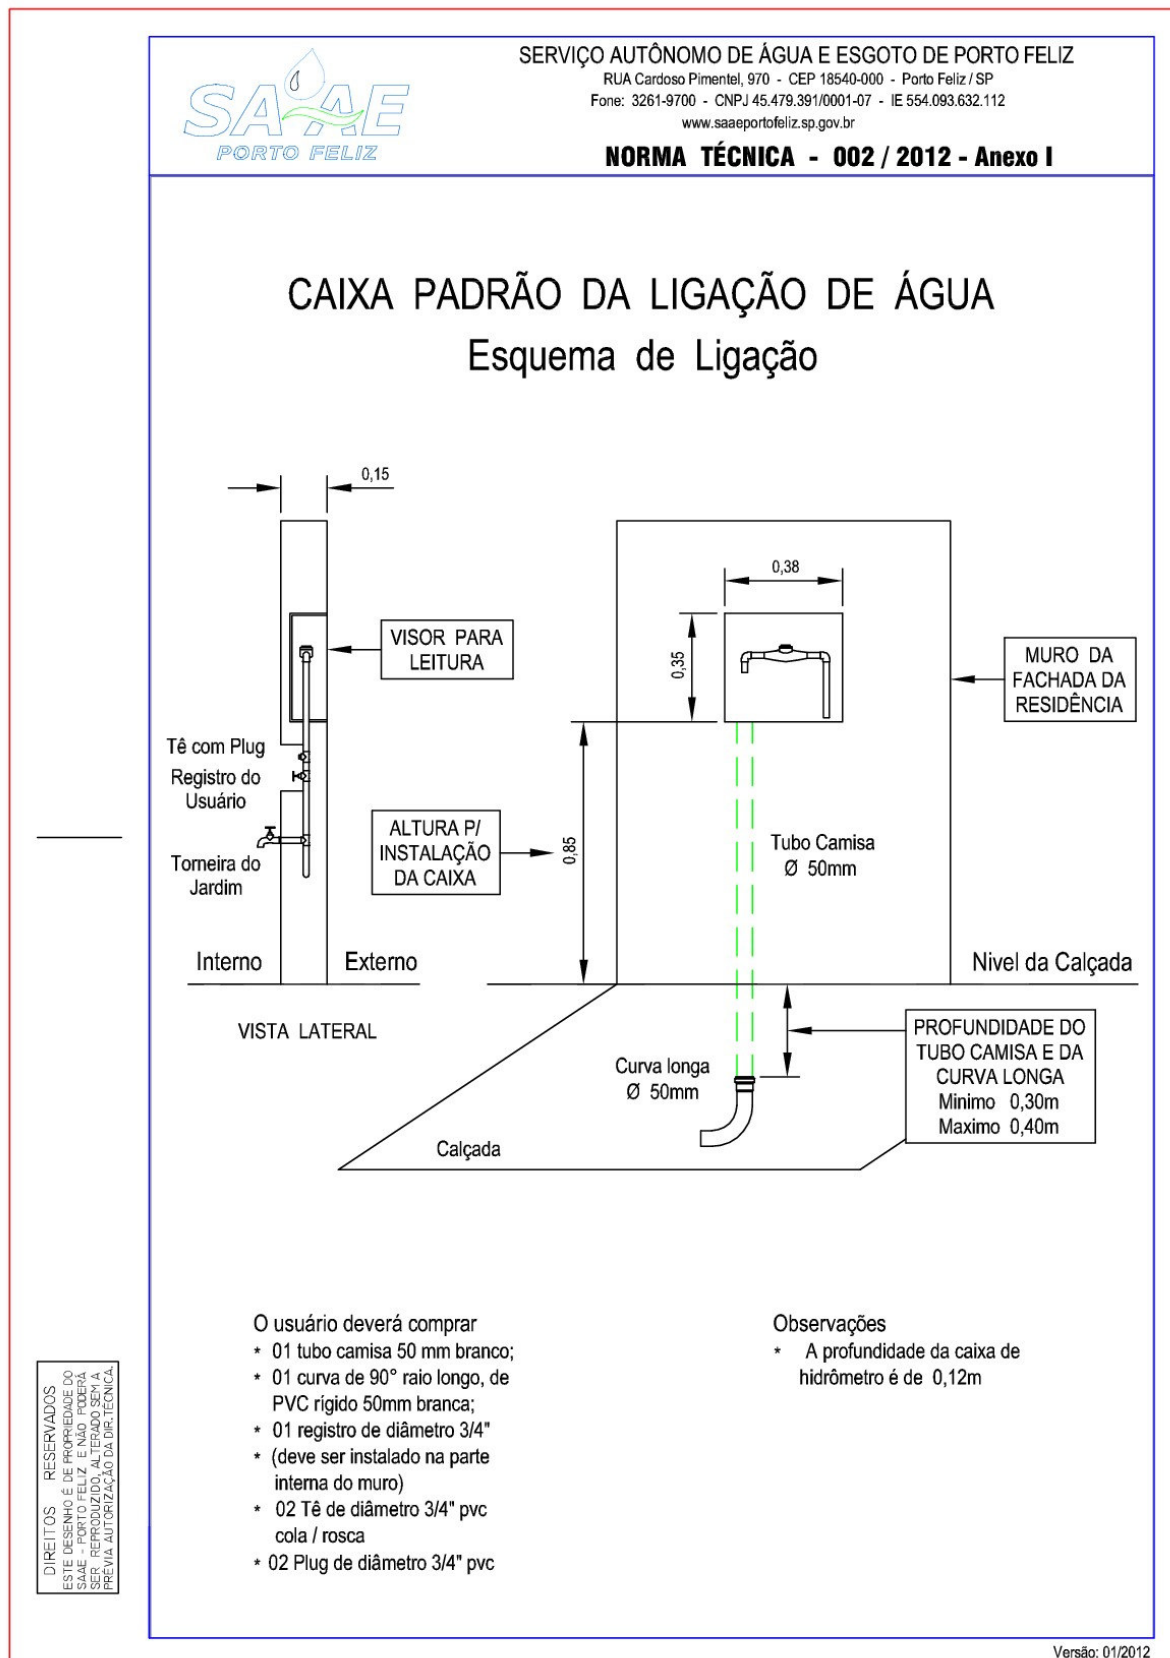 SAAE
PORTO FELIZ
SERVIÇO AUTÔNOMO DE ÁGUA E ESGOTO DE PORTO FELIZ
RUA Cardoso Pimentel, 970 - CEP 18540-000 - Porto Feliz / SP
Fone: 3261-9700 - CNPJ 45.479.391/0001-07 - IE 554.093.632.112
www.saaeportofeliz.sp.gov.br
NORMA TÉCNICA - 002 / 2012 - Anexo I
CAIXA PADRÃO DA LIGAÇÃO DE ÁGUA
Esquema de Ligação
0,15
VISOR PARA
LEITURA
Tê com Plug
Registro do
Usuário
Torneira do
Jardim
Interno
Externo
VISTA LATERAL
0,38
0,35
MURO DA
FACHADA DA
RESIDÊNCIA
ALTURA P/
INSTALAÇÃO
DA CAIXA
0,85
Tubo Camisa
Ø 50mm
Nivel da Calçada
Curva longa
Ø 50mm
PROFUNDIDADE DO
TUBO CAMISA E DA
CURVA LONGA
Minimo 0,30m
Maximo 0,40m
Calçada
O usuário deverá comprar
* 01 tubo camisa 50 mm branco;
* 01 curva de 90° raio longo, de
PVC rígido 50mm branca;
* 01 registro de diâmetro 3/4"
* (deve ser instalado na parte
interna do muro)
* 02 Tê de diâmetro 3/4" pvc
cola / rosca
* 02 Plug de diâmetro 3/4" pvc
Observações
* A profundidade da caixa de
hidrômetro é de 0,12m
DIREITOS RESERVADOS
ESTE DESENHO É DE PROPRIEDADE DO
SAAE - PORTO FELIZ E NÃO PODERÁ
SER REPRODUZIDO, ALTERADO SEM A
PRÉVIA AUTORIZAÇÃO DA DIR.TÉCNICA.
Versão: 01/2012